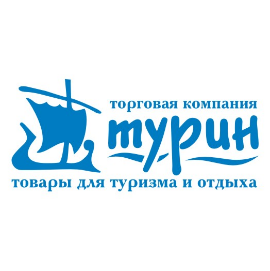 торговая компания
турин
товары для туризма и отдыха